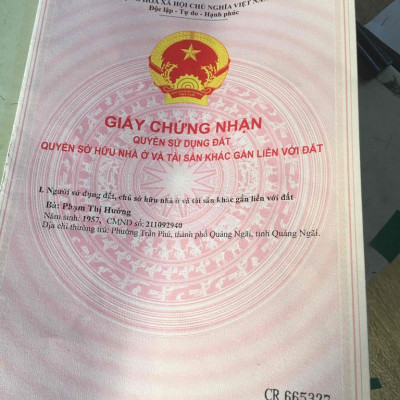 HÒA XÃ HỘI CHỦ NGHĨA VIỆT NAM
Độc lập - Tự do - Hạnh phúc
GIẤY CHỨNG NHẬN
QUYỀN SỬ DỤNG ĐẤT
QUYỀN SỞ HỮU NHÀ Ở VÀ TÀI SẢN KHÁC GẮN LIỀN VỚI ĐẤT
I. Người sử dụng đất, chủ sở hữu nhà ở và tài sản khác gắn liền với đất
Bà: Phạm Thị Hường
Năm sinh: 1957, CMND số: 211092940
Địa chỉ thường trú: Phường Trần Phú, thành phố Quảng Ngãi, tỉnh Quảng Ngãi.
CR 665327